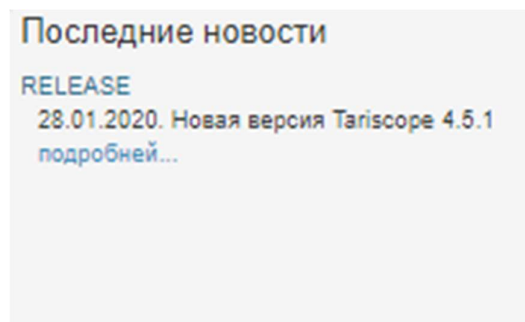 Последние новости
RELEASE
28.01.2020. Новая версия Tariscope 4.5.1
подробней...